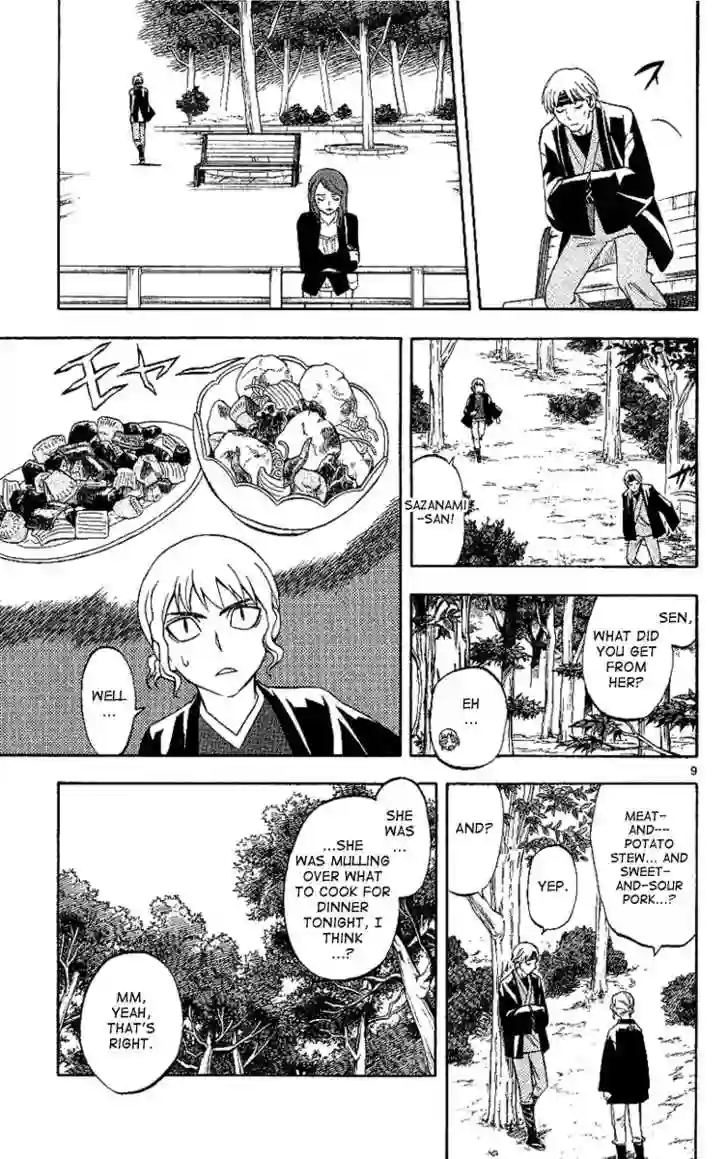 ス
SAZANAMI
-SAN!
モヤー
SEN,
WHAT DID
YOU GET
FROM
HER?
EH
...
WELL
...
9
MEAT-
AND--
POTATO
STEW... AND
SWEET-
AND-SOUR
PORK...?
YEP.
AND?
SHE
WAS
...
...SHE
WAS MULLING
OVER WHAT
TO COOK FOR
DINNER
TONIGHT, I
THINK
...?
MM,
YEAH,
THAT'S
RIGHT.